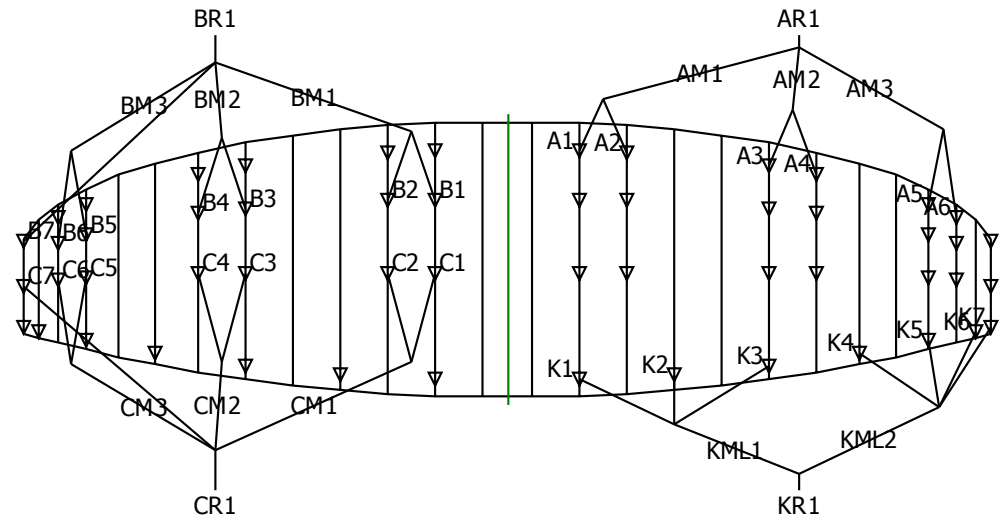 BR1 AR1
AM1
AM2
BM3 BM2 BM1 AM3
A1 A2
A3 A4
B4 B3 B2 B1 A5 A6
B7 B6 B5
C7 C6 C5 C4 C3 C2 C1
K1 K2 K3 K4 K5 K6 K7
CM3 CM2 CM1
KML1 KML2
CR1 KR1